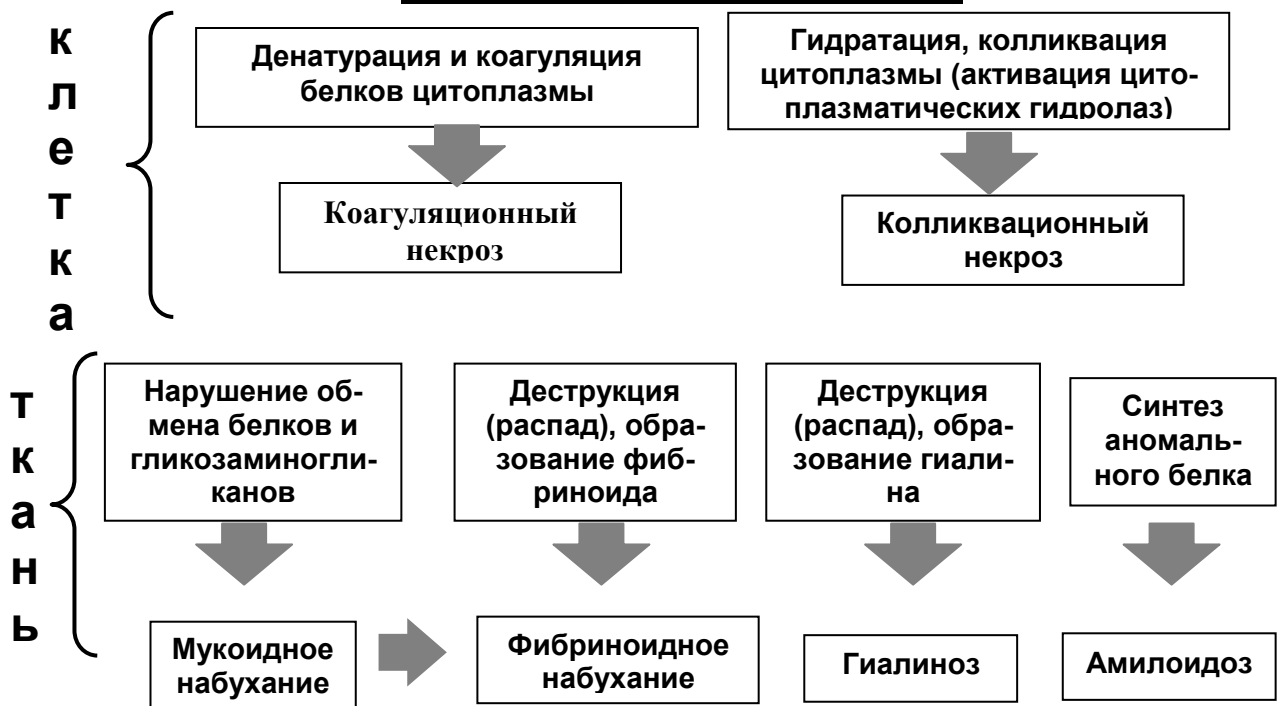 клетка
Денатурация и коагуляция
белков цитоплазмы
Гидратация, колликвация
цитоплазмы (активация цито-
плазматических гидролаз)
Коагуляционный
некроз
Колликвационный
некроз
ткань
Нарушение об-
мена белков и
гликозаминогли-
канов
Деструкция
(распад), обра-
зование фиб-
риноида
Деструкция
(распад), обра-
зование гиали-
на
Синтез
аномаль-
ного белка
Мукоидное
набухание
Фибриноидное
набухание
Гиалиноз
Амилоидоз